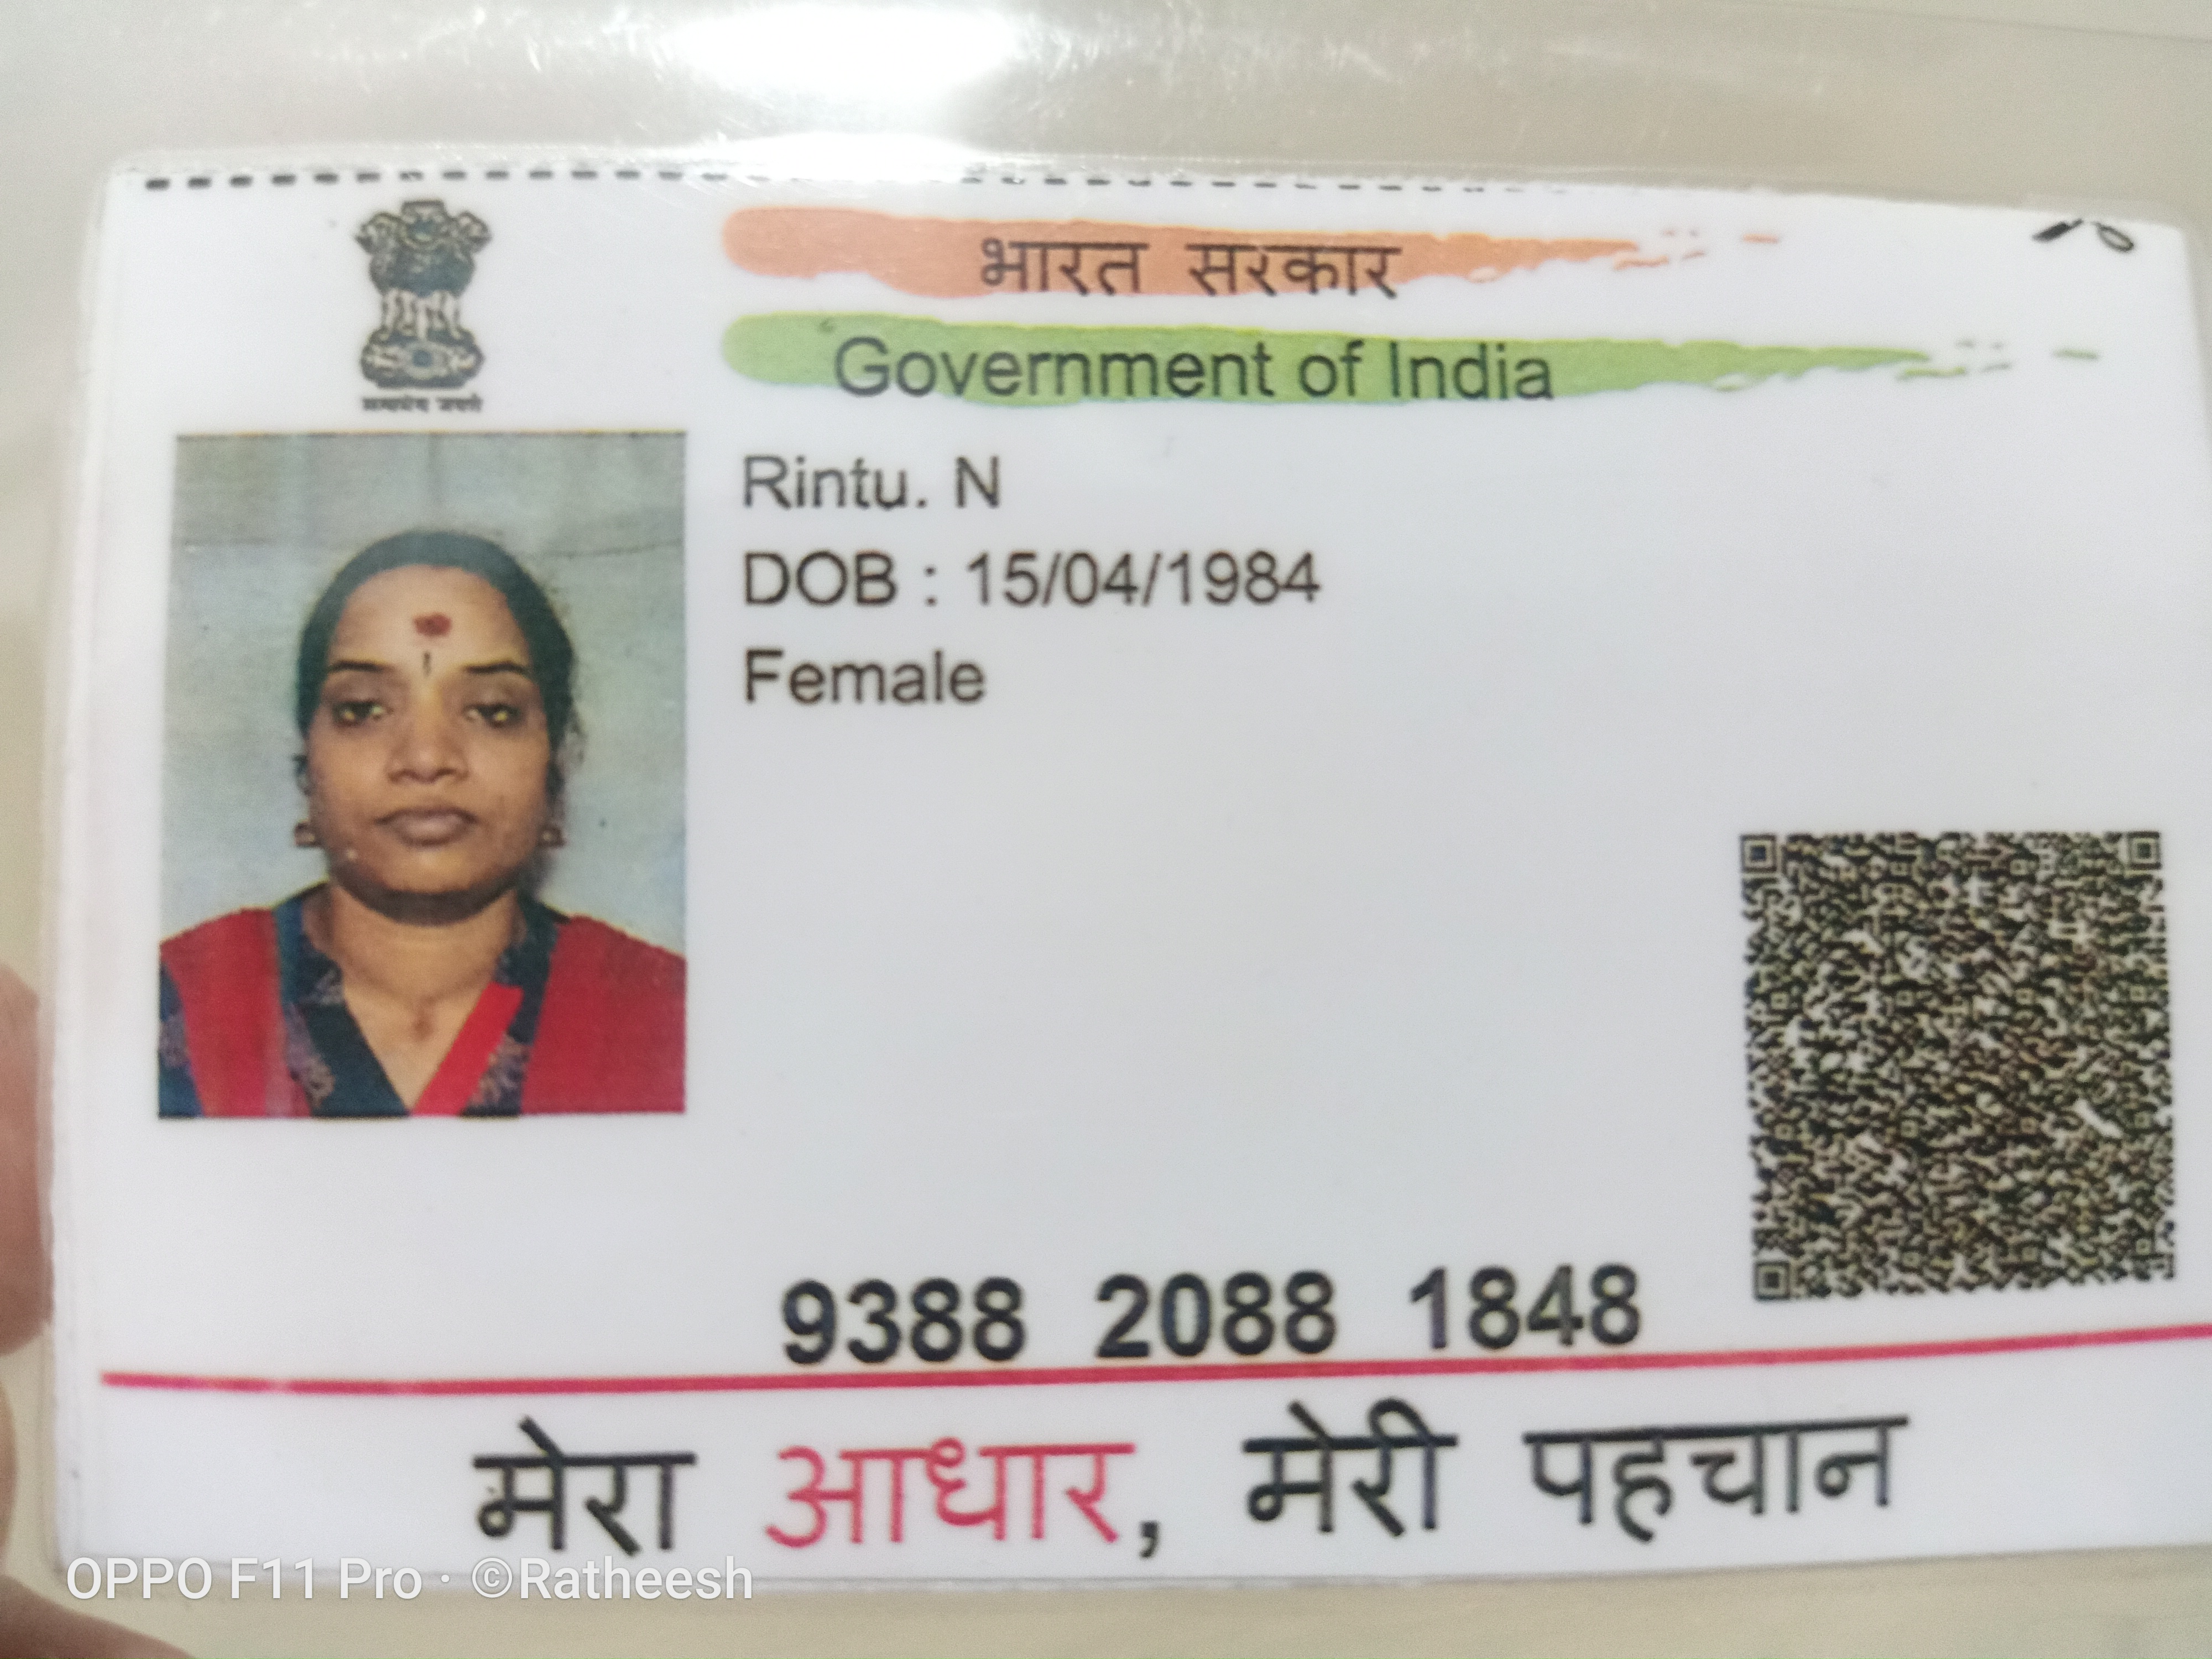 सत्यमेव जयते
भारत सरकार
Government of India
Rintu. N
DOB : 15/04/1984
Female
9388 2088 1848
मेरा आधार, मेरी पहचान
OPPO F11 Pro · ©Ratheesh